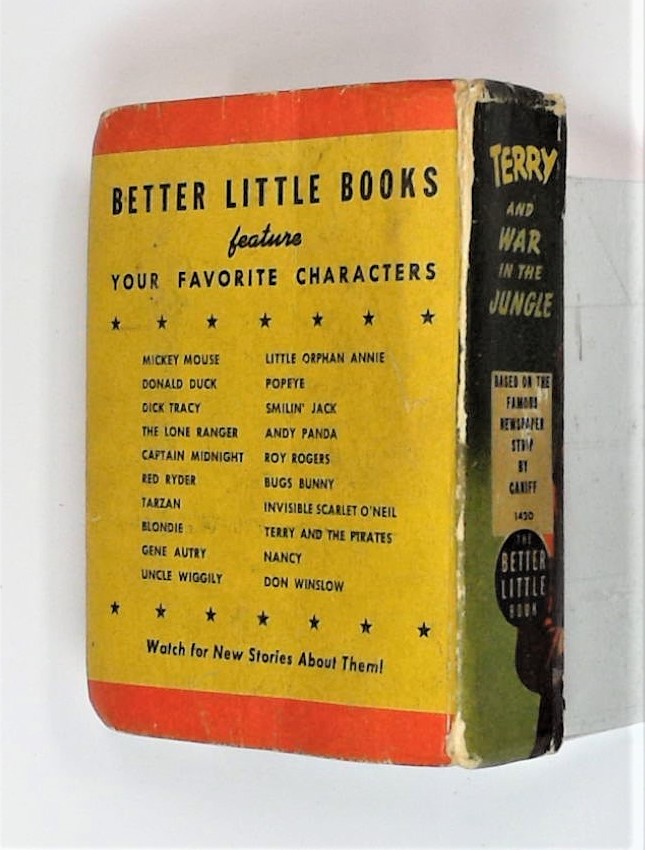 BETTER LITTLE BOOKS
feature
YOUR FAVORITE CHARACTERS
MICKEY MOUSE
DONALD DUCK
DICK TRACY
THE LONE RANGER
CAPTAIN MIDNIGHT
RED RYDER
TARZAN
BLONDIE
GENE AUTRY
UNCLE WIGGILY
LITTLE ORPHAN ANNIE
POPEYE
SMILIN' JACK
ANDY PANDA
ROY ROGERS
BUGS BUNNY
INVISIBLE SCARLET O'NEIL
TERRY AND THE PIRATES
NANCY
DON WINSLOW
Watch for New Stories About Them!
TERRY
AND
WAR
IN THE
JUNGLE
BASED ON THE
FAMOUS
NEWSPAPER
STRIP
BY
CANIFF
1420
THE
BETTER
LITTLE
BOOK